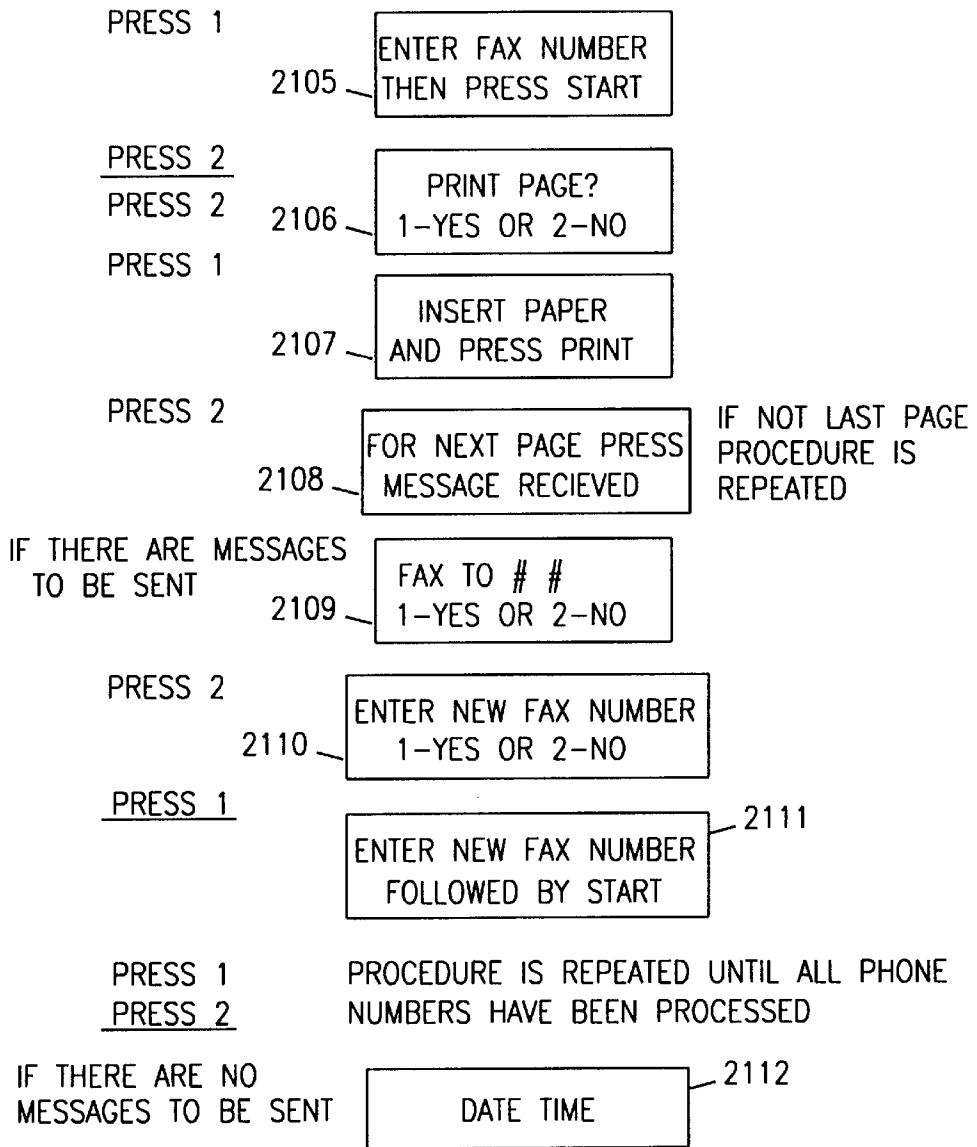 PRESS 1
ENTER FAX NUMBER
2105 THEN PRESS START
PRESS 2
PRINT PAGE?
PRESS 2
2106 1-YES OR 2-NO
PRESS 1
INSERT PAPER
2107 AND PRESS PRINT
PRESS 2
FOR NEXT PAGE PRESS
2108 MESSAGE RECIEVED
IF NOT LAST PAGE
PROCEDURE IS
REPEATED
IF THERE ARE MESSAGES
TO BE SENT
FAX TO # #
2109 1-YES OR 2-NO
PRESS 2
ENTER NEW FAX NUMBER
2110 1-YES OR 2-NO
PRESS 1
2111
ENTER NEW FAX NUMBER
FOLLOWED BY START
PRESS 1
PRESS 2
PROCEDURE IS REPEATED UNTIL ALL PHONE
NUMBERS HAVE BEEN PROCESSED
IF THERE ARE NO
MESSAGES TO BE SENT
DATE TIME
2112